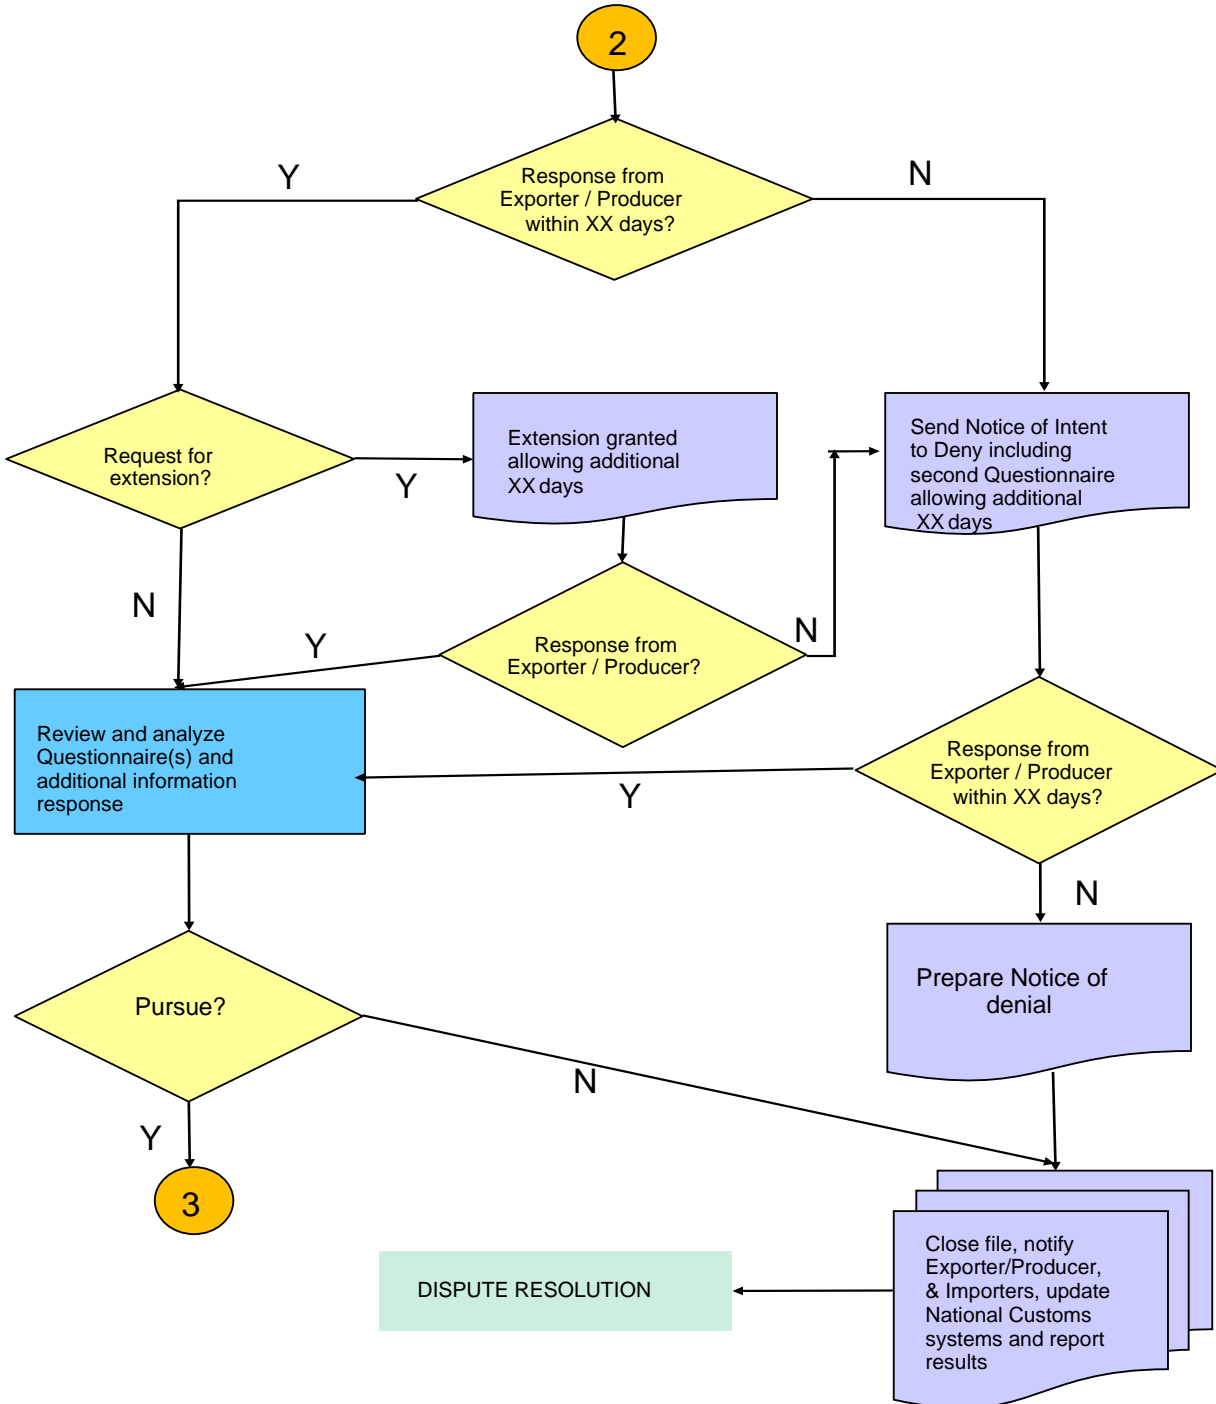 2
Y
N
Response from
Exporter / Producer
within XX days?
Request for
extension?
Y
Extension granted
allowing additional
XX days
Send Notice of Intent
to Deny including
second Questionnaire
allowing additional
XX days
N
Y
Response from
Exporter / Producer?
N
Review and analyze
Questionnaire(s) and
additional information
response
Y
Response from
Exporter / Producer
within XX days?
N
Pursue?
Prepare Notice of
denial
N
Y
3
DISPUTE RESOLUTION
Close file, notify
Exporter/Producer,
& Importers, update
National Customs
systems and report
results